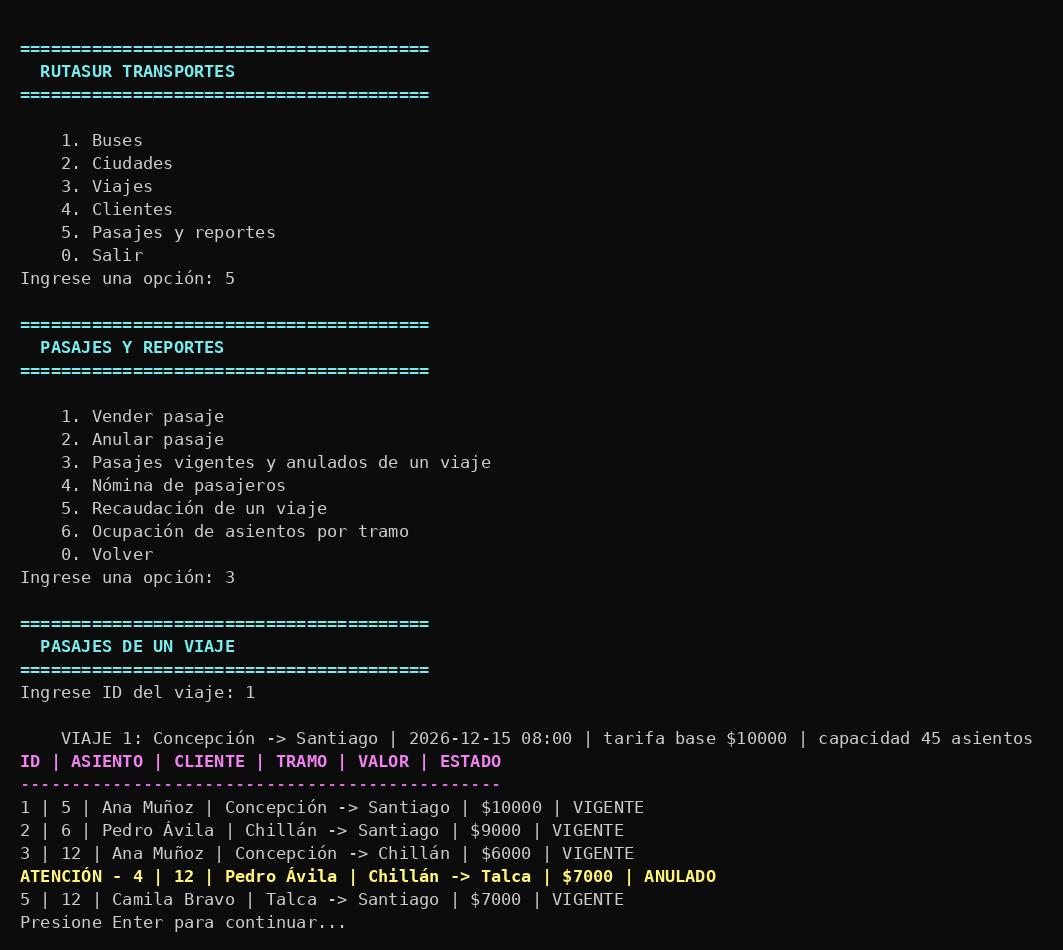 ========================================
  RUTASUR TRANSPORTES
========================================

    1. Buses
    2. Ciudades
    3. Viajes
    4. Clientes
    5. Pasajes y reportes
    0. Salir
Ingrese una opción: 5

========================================
  PASAJES Y REPORTES
========================================

    1. Vender pasaje
    2. Anular pasaje
    3. Pasajes vigentes y anulados de un viaje
    4. Nómina de pasajeros
    5. Recaudación de un viaje
    6. Ocupación de asientos por tramo
    0. Volver
Ingrese una opción: 3

========================================
  PASAJES DE UN VIAJE
========================================
Ingrese ID del viaje: 1

    VIAJE 1: Concepción -> Santiago | 2026-12-15 08:00 | tarifa base $10000 | capacidad 45 asientos
ID | ASIENTO | CLIENTE | TRAMO | VALOR | ESTADO
-----------------------------------------------
1 | 5 | Ana Muñoz | Concepción -> Santiago | $10000 | VIGENTE
2 | 6 | Pedro Ávila | Chillán -> Santiago | $9000 | VIGENTE
3 | 12 | Ana Muñoz | Concepción -> Chillán | $6000 | VIGENTE
ATENCIÓN - 4 | 12 | Pedro Ávila | Chillán -> Talca | $7000 | ANULADO
5 | 12 | Camila Bravo | Talca -> Santiago | $7000 | VIGENTE
Presione Enter para continuar...